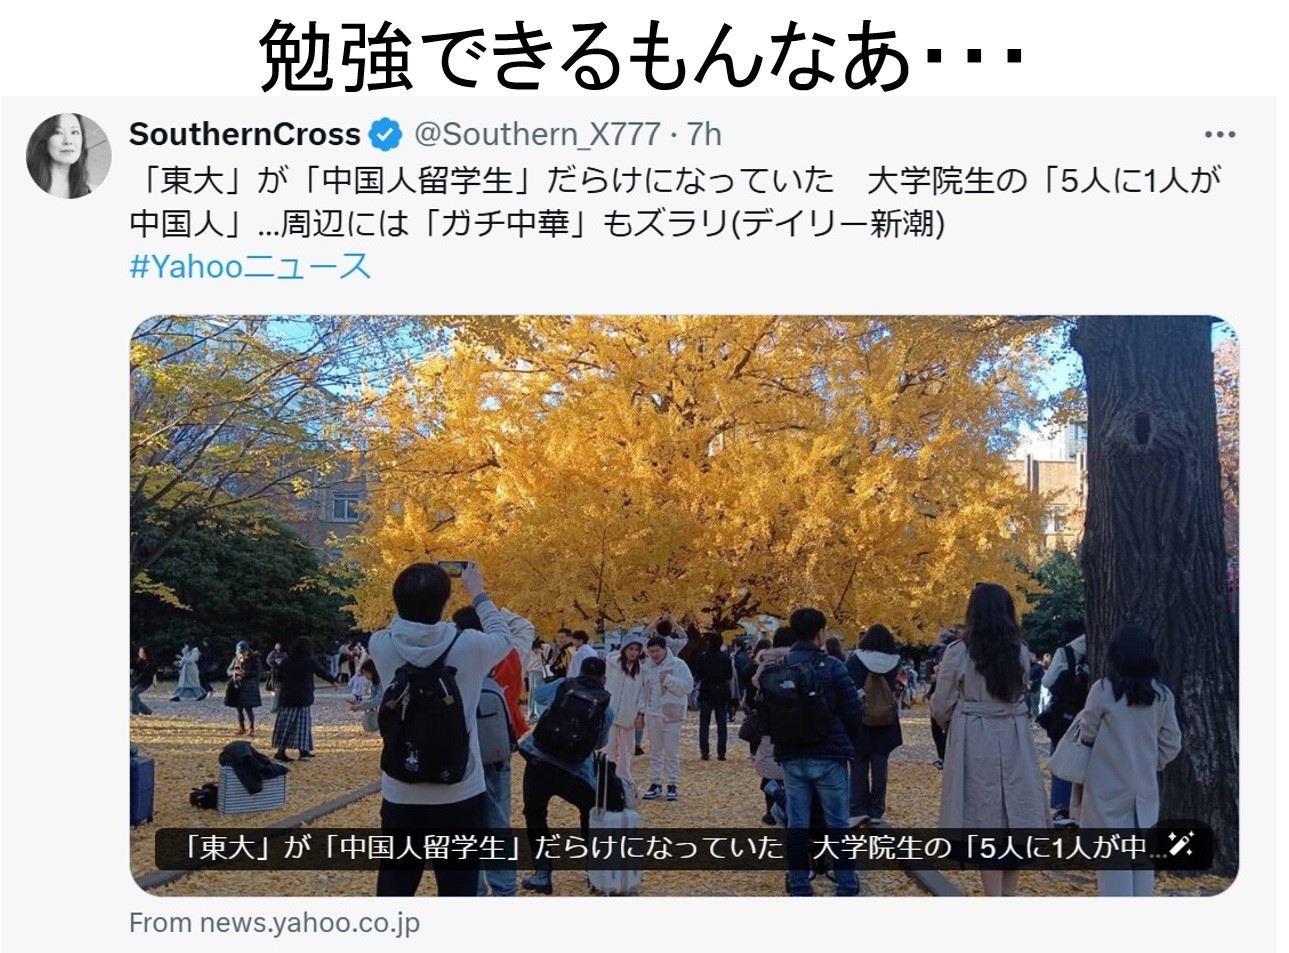 勉強できるもんなあ・・・
SouthernCross @Southern_X777 · 7h
「東大」が「中国人留学生」だらけになっていた　大学院生の「5人に1人が
中国人」...周辺には「ガチ中華」もズラリ(デイリー新潮)
#Yahooニュース
「東大」が「中国人留学生」だらけになっていた　大学院生の「5人に1人が中...
From news.yahoo.co.jp